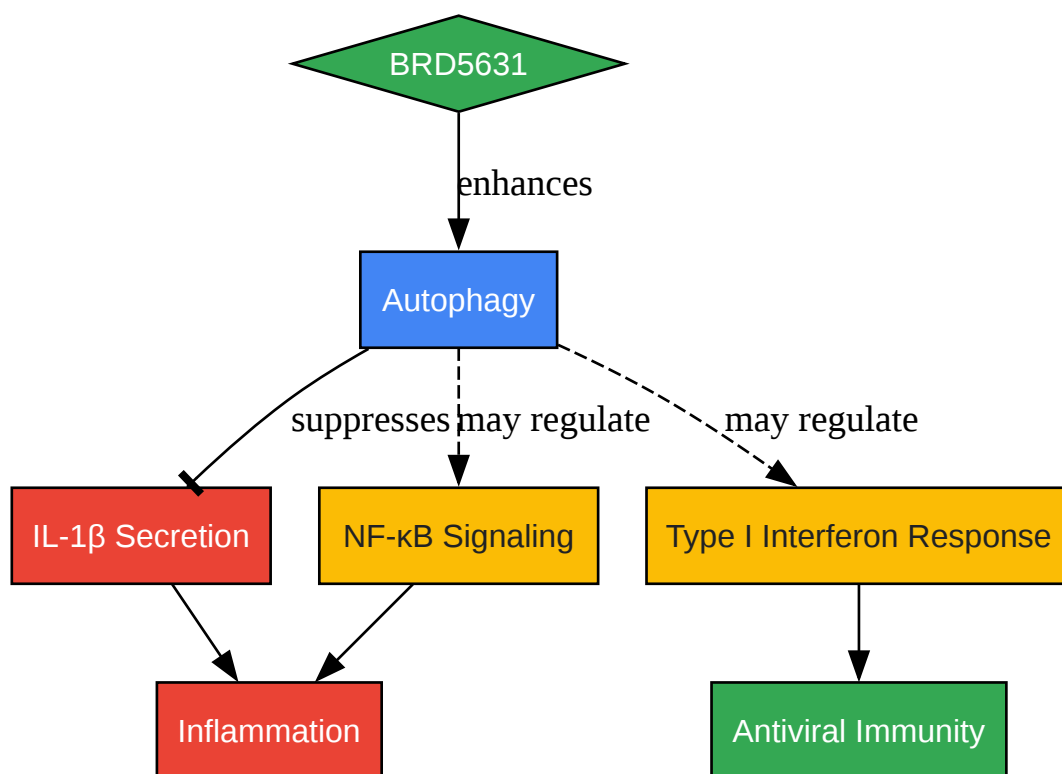 BRD5631
enhances
Autophagy
suppresses
may regulate
may regulate
IL-1β Secretion
NF-κB Signaling
Type I Interferon Response
Inflammation
Antiviral Immunity